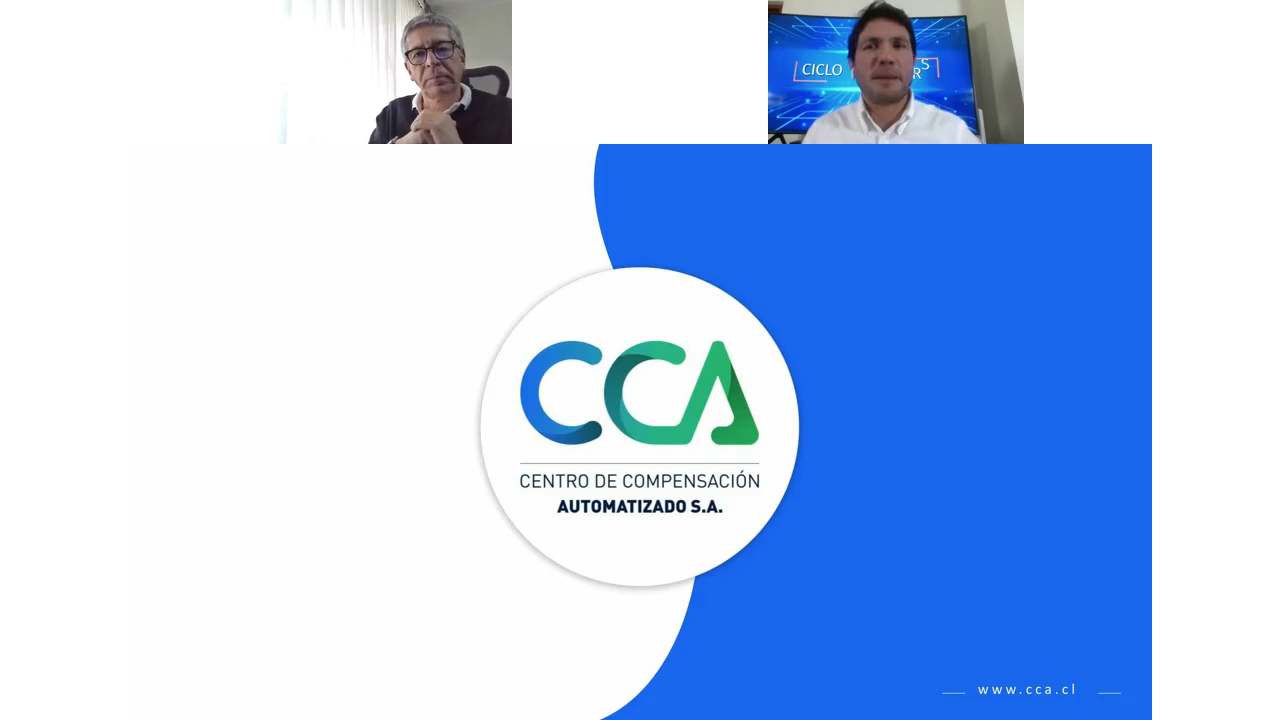 CICLO
CCA
CENTRO DE COMPENSACIÓN
AUTOMATIZADO S.A.
www.cca.cl